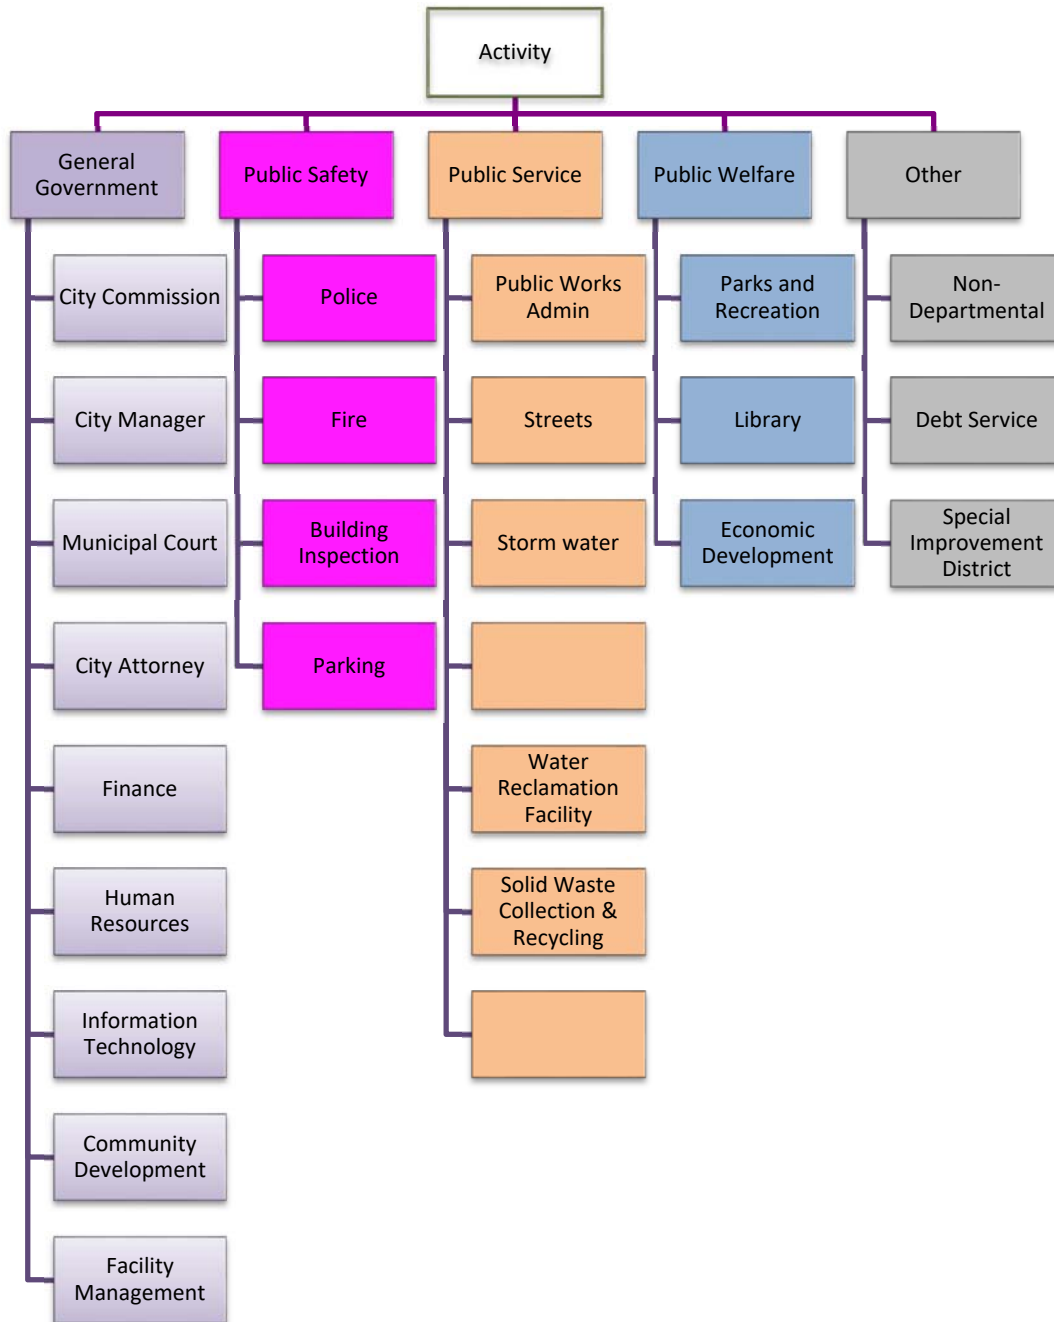 Activity
General
Government
Public Safety
Public Service
Public Welfare
Other
City Commission
Police
Public Works
Admin
Parks and
Recreation
Non-
Departmental
City Manager
Fire
Streets
Library
Debt Service
Municipal Court
Building
Inspection
Storm water
Economic
Development
Special
Improvement
District
City Attorney
Parking
Finance
Water
Reclamation
Facility
Human
Resources
Solid Waste
Collection &
Recycling
Information
Technology
Community
Development
Facility
Management